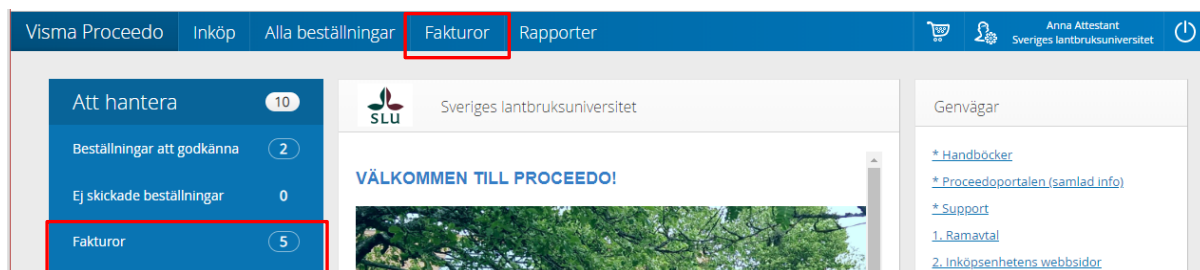 Visma Proceedo Inköp Alla beställningar Fakturor Rapporter Anna Attestant
Sveriges lantbruksuniversitet
Att hantera 10
Beställningar att godkänna 2
Ej skickade beställningar 0
Fakturor 5
SLU Sveriges lantbruksuniversitet
VÄLKOMMEN TILL PROCEEDO!
Genvägar
* Handböcker
* Proceedoportalen (samlad info)
* Support
1. Ramavtal
2. Inköpsenhetens webbsidor